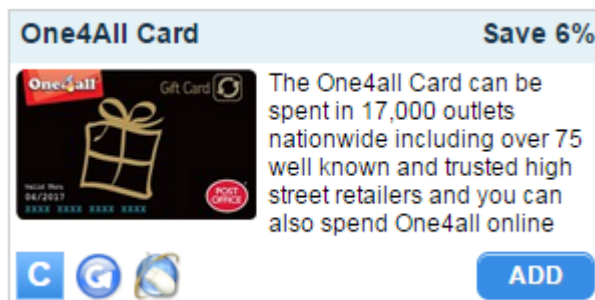 One4All Card
Save 6%
One4all
Gift Card
Valid Thru
06/2017
XXXX XXXX XXXX XXXX
POST
OFFICE
The One4all Card can be
spent in 17,000 outlets
nationwide including over 75
well known and trusted high
street retailers and you can
also spend One4all online
C
G
ADD